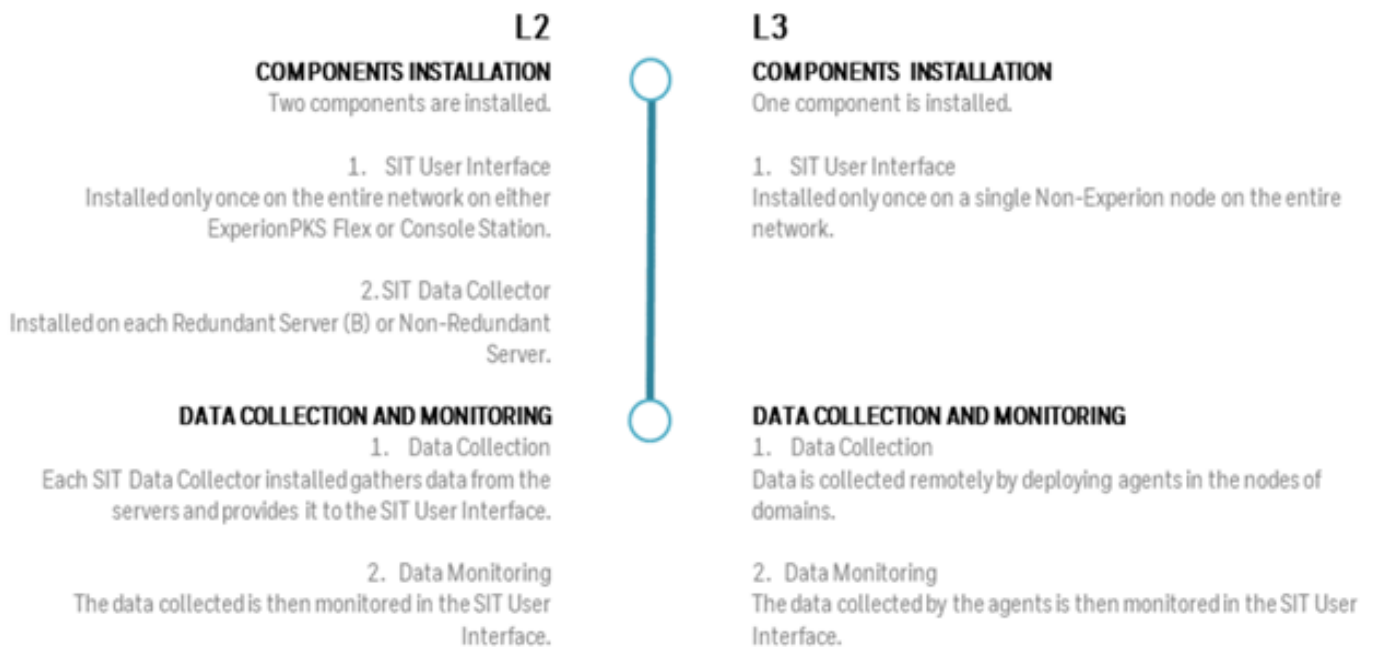 L2
COMPONENTS INSTALLATION
Two components are installed.
1. SIT User Interface
Installed only once on the entire network on either
ExperionPKS Flex or Console Station.
2. SIT Data Collector
Installed on each Redundant Server (B) or Non-Redundant
Server.
DATA COLLECTION AND MONITORING
1. Data Collection
Each SIT Data Collector installed gathers data from the
servers and provides it to the SIT User Interface.
2. Data Monitoring
The data collected is then monitored in the SIT User
Interface.
L3
COMPONENTS INSTALLATION
One component is installed.
1. SIT User Interface
Installed only once on a single Non-Experion node on the entire
network.
DATA COLLECTION AND MONITORING
1. Data Collection
Data is collected remotely by deploying agents in the nodes of
domains.
2. Data Monitoring
The data collected by the agents is then monitored in the SIT User
Interface.